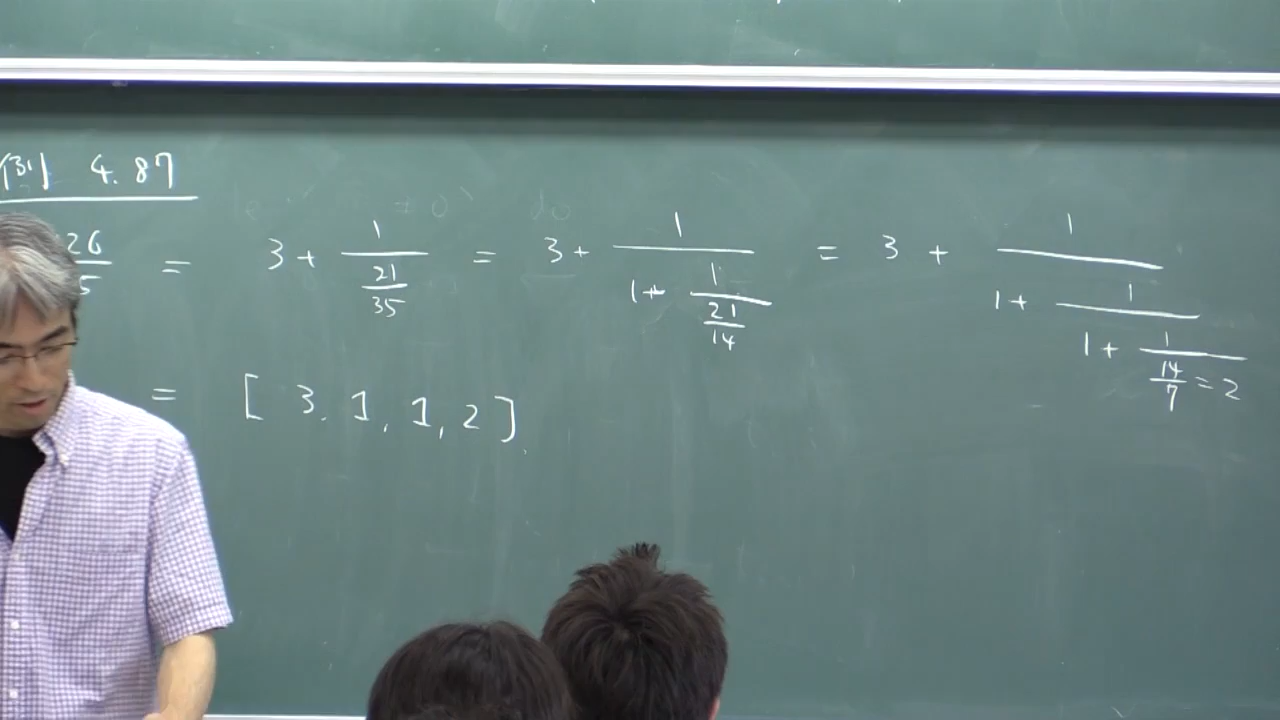 例 4.87
26/5 = 3 + 1/(21/35) = 3 + 1/(1 + 1/(21/14)) = 3 + 1/(1 + 1/(1 + 1/(14/7 = 2)))
= [3, 1, 1, 2].